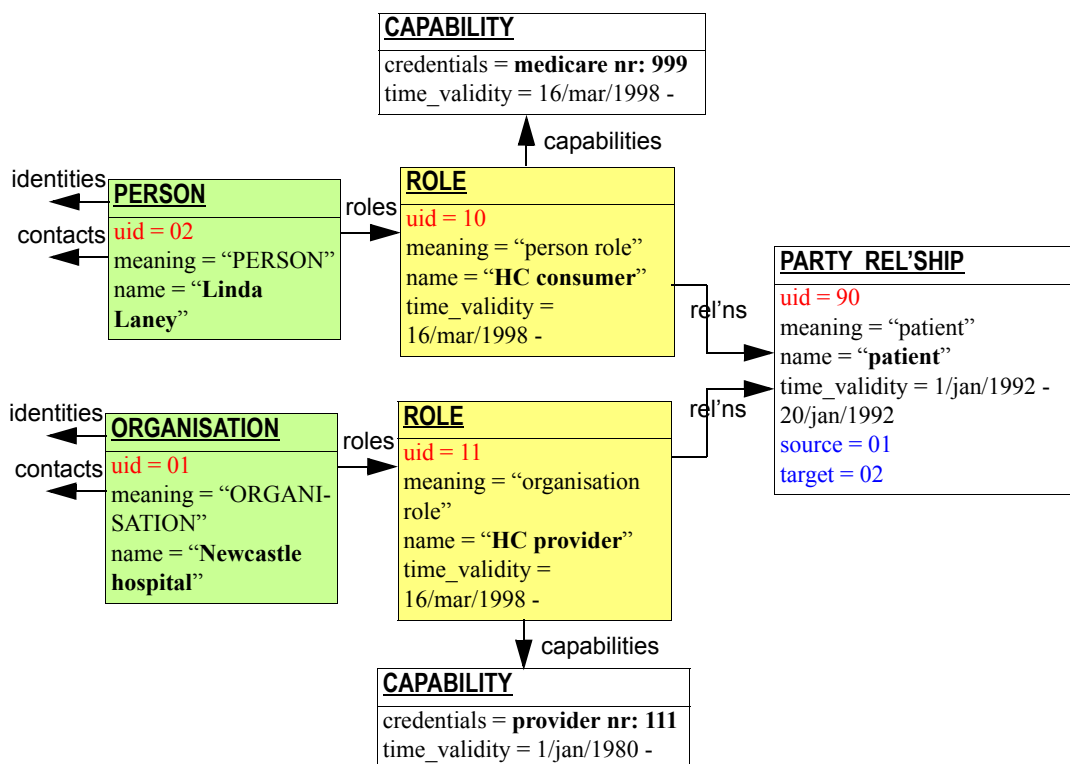 CAPABILITY
credentials = medicare nr: 999
time_validity = 16/mar/1998 -
capabilities
identities
contacts
PERSON
uid = 02
meaning = “PERSON”
name = “Linda
Laney”
roles
ROLE
uid = 10
meaning = “person role”
name = “HC consumer”
time_validity =
16/mar/1998 -
rel’ns
PARTY REL’SHIP
uid = 90
meaning = “patient”
name = “patient”
time_validity = 1/jan/1992 -
20/jan/1992
source = 01
target = 02
identities
contacts
ORGANISATION
uid = 01
meaning = “ORGANI-
SATION”
name = “Newcastle
hospital”
roles
ROLE
uid = 11
meaning = “organisation
role”
name = “HC provider”
time_validity =
16/mar/1998 -
rel’ns
capabilities
CAPABILITY
credentials = provider nr: 111
time_validity = 1/jan/1980 -